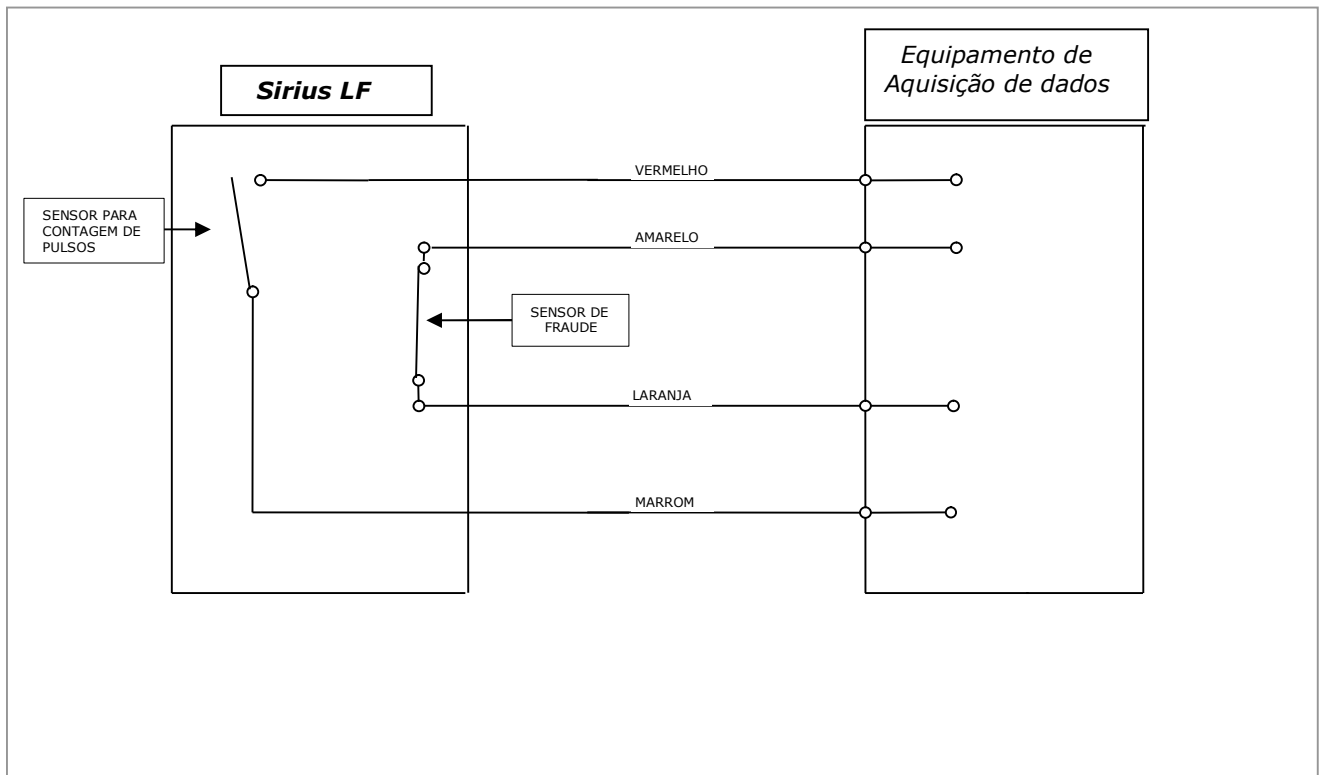 Equipamento de
Aquisição de dados
Sirius LF
VERMELHO
SENSOR PARA
CONTAGEM DE
PULSOS
AMARELO
SENSOR DE
FRAUDE
LARANJA
MARROM